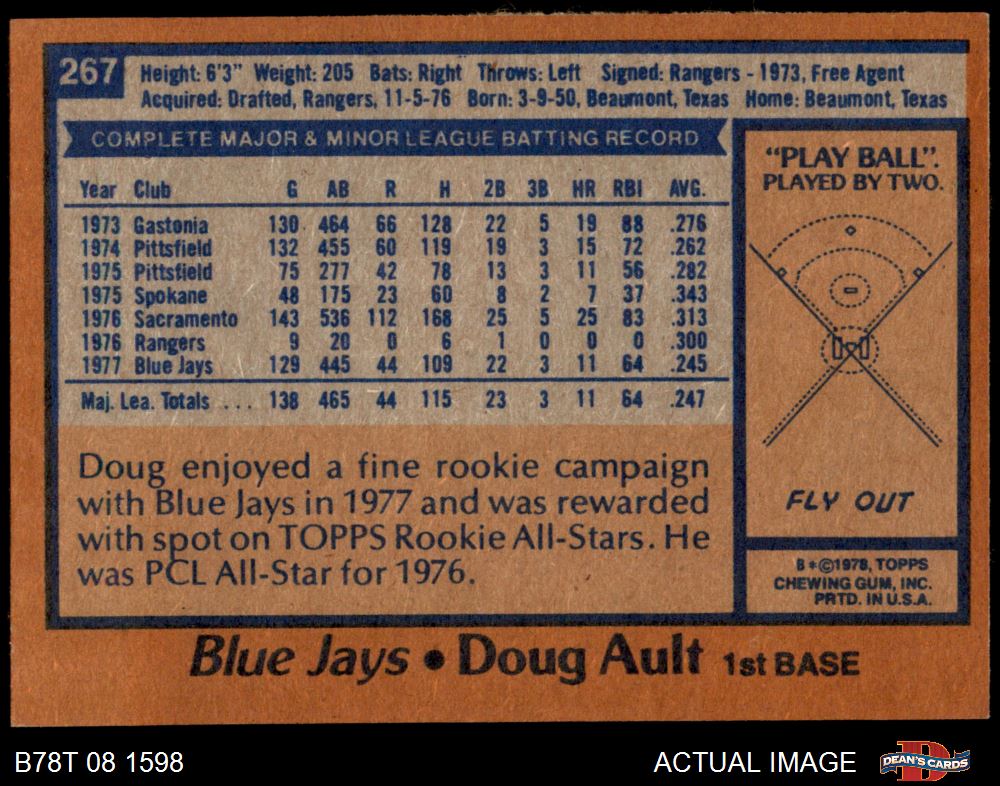 267
Height: 6'3" Weight: 205 Bats: Right Throws: Left Signed: Rangers - 1973, Free Agent
Acquired: Drafted, Rangers, 11-5-76 Born: 3-9-50, Beaumont, Texas Home: Beaumont, Texas
COMPLETE MAJOR & MINOR LEAGUE BATTING RECORD
Year Club G AB R H 2B 3B HR RBI AVG.
1973 Gastonia 130 464 66 128 22 5 19 88 .276
1974 Pittsfield 132 455 60 119 19 3 15 72 .262
1975 Pittsfield 75 277 42 78 13 3 11 56 .282
1975 Spokane 48 175 23 60 8 2 7 37 .343
1976 Sacramento 143 536 112 168 25 5 25 83 .313
1976 Rangers 9 20 0 6 1 0 0 0 .300
1977 Blue Jays 129 445 44 109 22 3 11 64 .245
Maj. Lea. Totals ... 138 465 44 115 23 3 11 64 .247
Doug enjoyed a fine rookie campaign
with Blue Jays in 1977 and was rewarded
with spot on TOPPS Rookie All-Stars. He
was PCL All-Star for 1976.
"PLAY BALL".
PLAYED BY TWO.
FLY OUT
B*©1978, TOPPS
CHEWING GUM, INC.
PRTD. IN U.S.A.
Blue Jays • Doug Ault 1st BASE
B78T 08 1598
ACTUAL IMAGE
D
DEAN'S CARDS